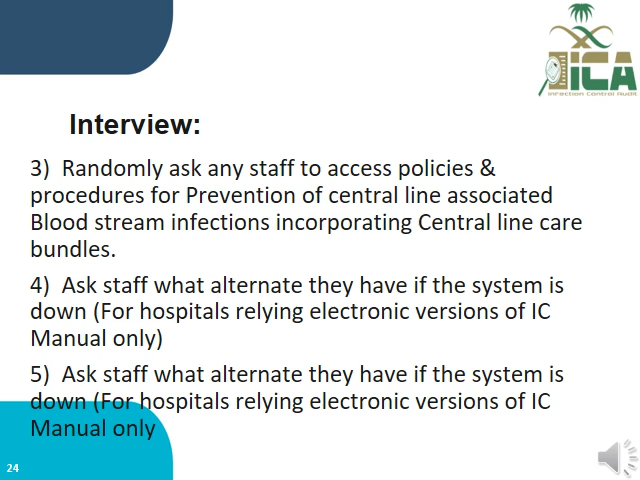 iCA
Infection Control Audit
Interview:
3) Randomly ask any staff to access policies &
procedures for Prevention of central line associated
Blood stream infections incorporating Central line care
bundles.
4) Ask staff what alternate they have if the system is
down (For hospitals relying electronic versions of IC
Manual only)
5) Ask staff what alternate they have if the system is
down (For hospitals relying electronic versions of IC
Manual only
24